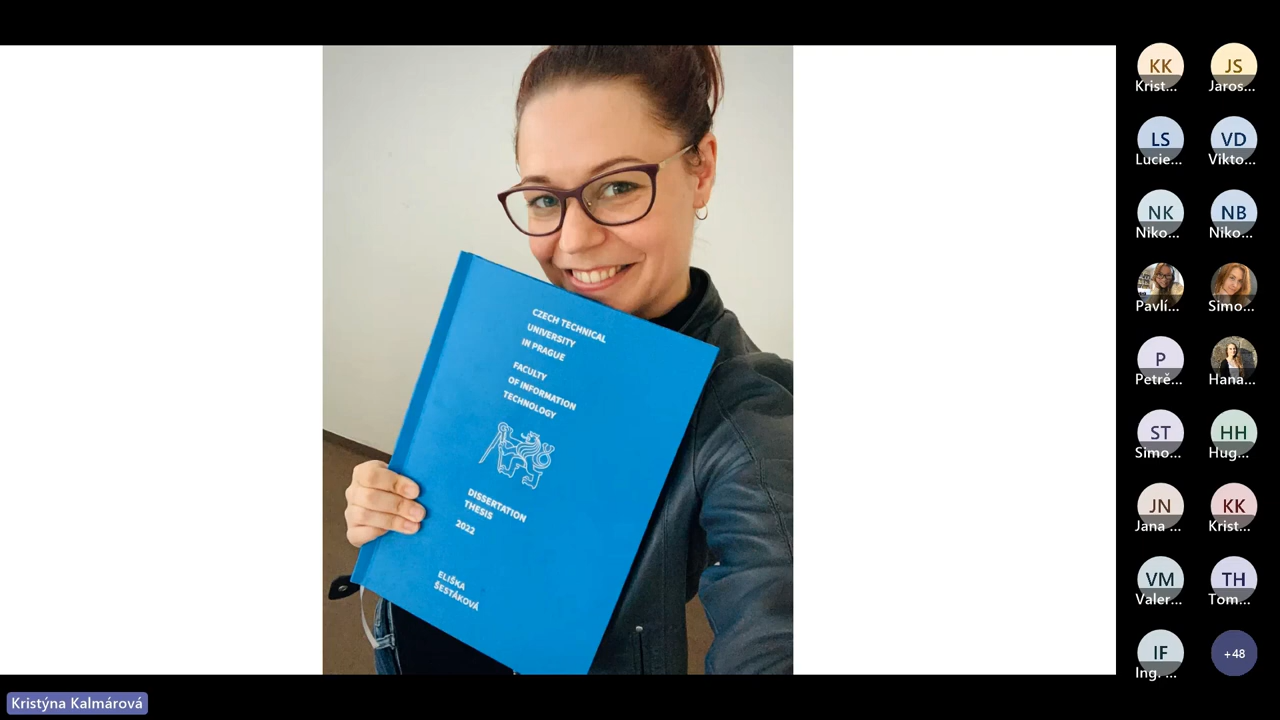 CZECH TECHNICAL
UNIVERSITY
IN PRAGUE
FACULTY
OF INFORMATION
TECHNOLOGY
DISSERTATION
THESIS
2022
ELIŠKA
ŠESTÁKOVÁ
KK
Krist...
JS
Jaros...
LS
Lucie...
VD
Vikto...
NK
Niko...
NB
Niko...
Pavlí...
Simo...
P
Petrě...
Hana...
ST
Simo...
HH
Hug...
JN
Jana ...
KK
Krist...
VM
Valer...
TH
Tom...
IF
Ing. ...
+48
Kristýna Kalmárová